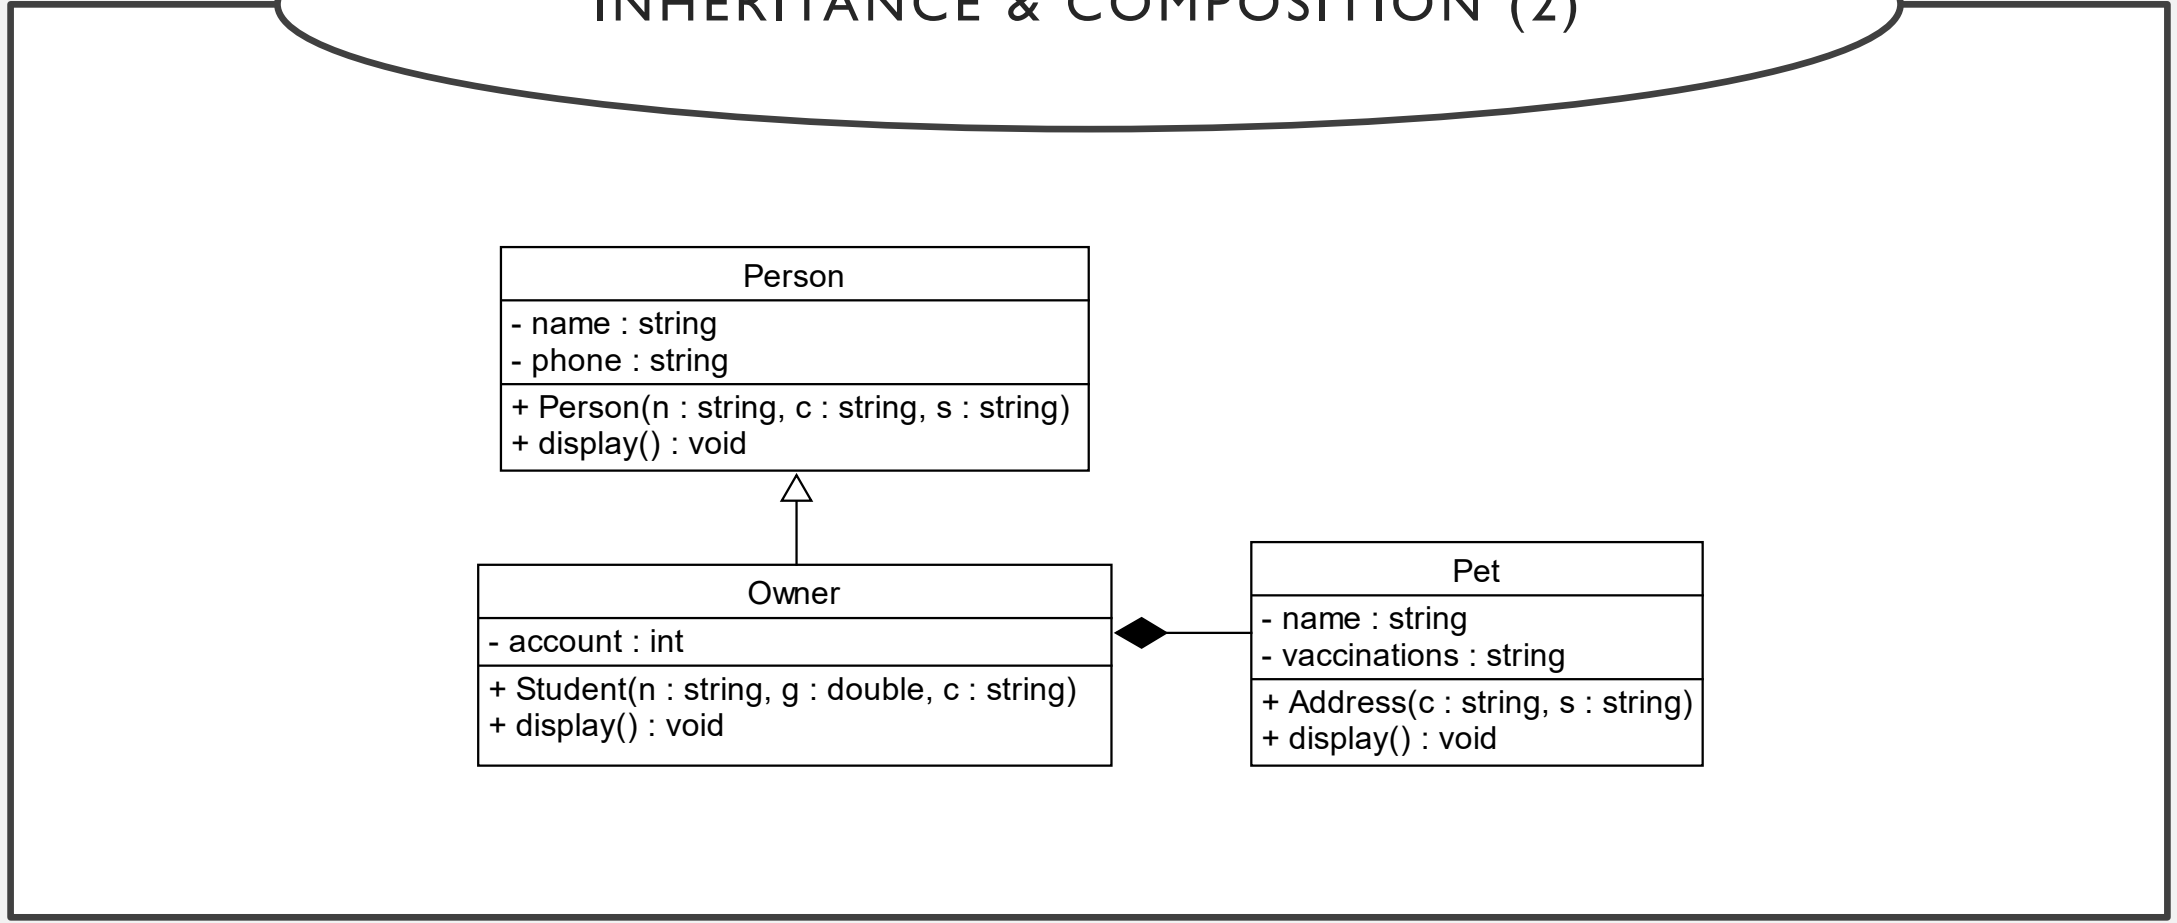 INHERITANCE & COMPOSITION (2)
Person
- name : string
- phone : string
+ Person(n : string, c : string, s : string)
+ display() : void
Owner
- account : int
+ Student(n : string, g : double, c : string)
+ display() : void
Pet
- name : string
- vaccinations : string
+ Address(c : string, s : string)
+ display() : void